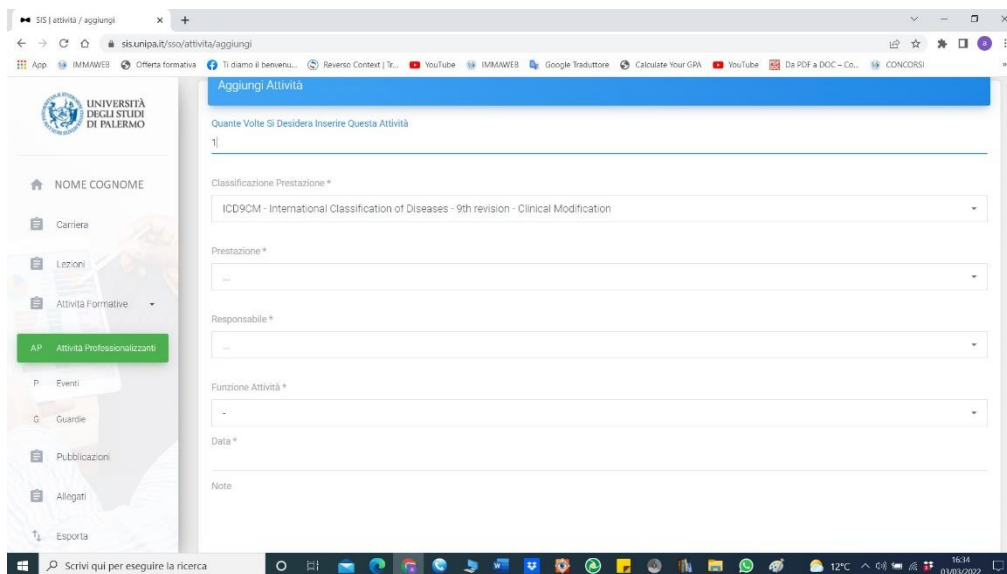 SIS | attività / aggiungi
sis.unipa.it/sso/attivita/aggiungi
App IMMAWEB Offerta formativa Ti diamo il benvenu... Reverso Context | Tr... YouTube IMMAWEB Google Traduttore Calculate Your GPA YouTube Da PDF a DOC – Co... CONCORSI »
UNIVERSITÀ
DEGLI STUDI
DI PALERMO
NOME COGNOME
Carriera
Lezioni
Attività Formative
AP Attività Professionalizzanti
P Eventi
G Guardie
Pubblicazioni
Allegati
Esporta
Aggiungi Attività
Quante Volte Si Desidera Inserire Questa Attività
1
Classificazione Prestazione *
ICD9CM - International Classification of Diseases - 9th revision - Clinical Modification
Prestazione *
...
Responsabile *
...
Funzione Attività *
-
Data *
Note
Scrivi qui per eseguire la ricerca
12°C
16:34
03/03/2022